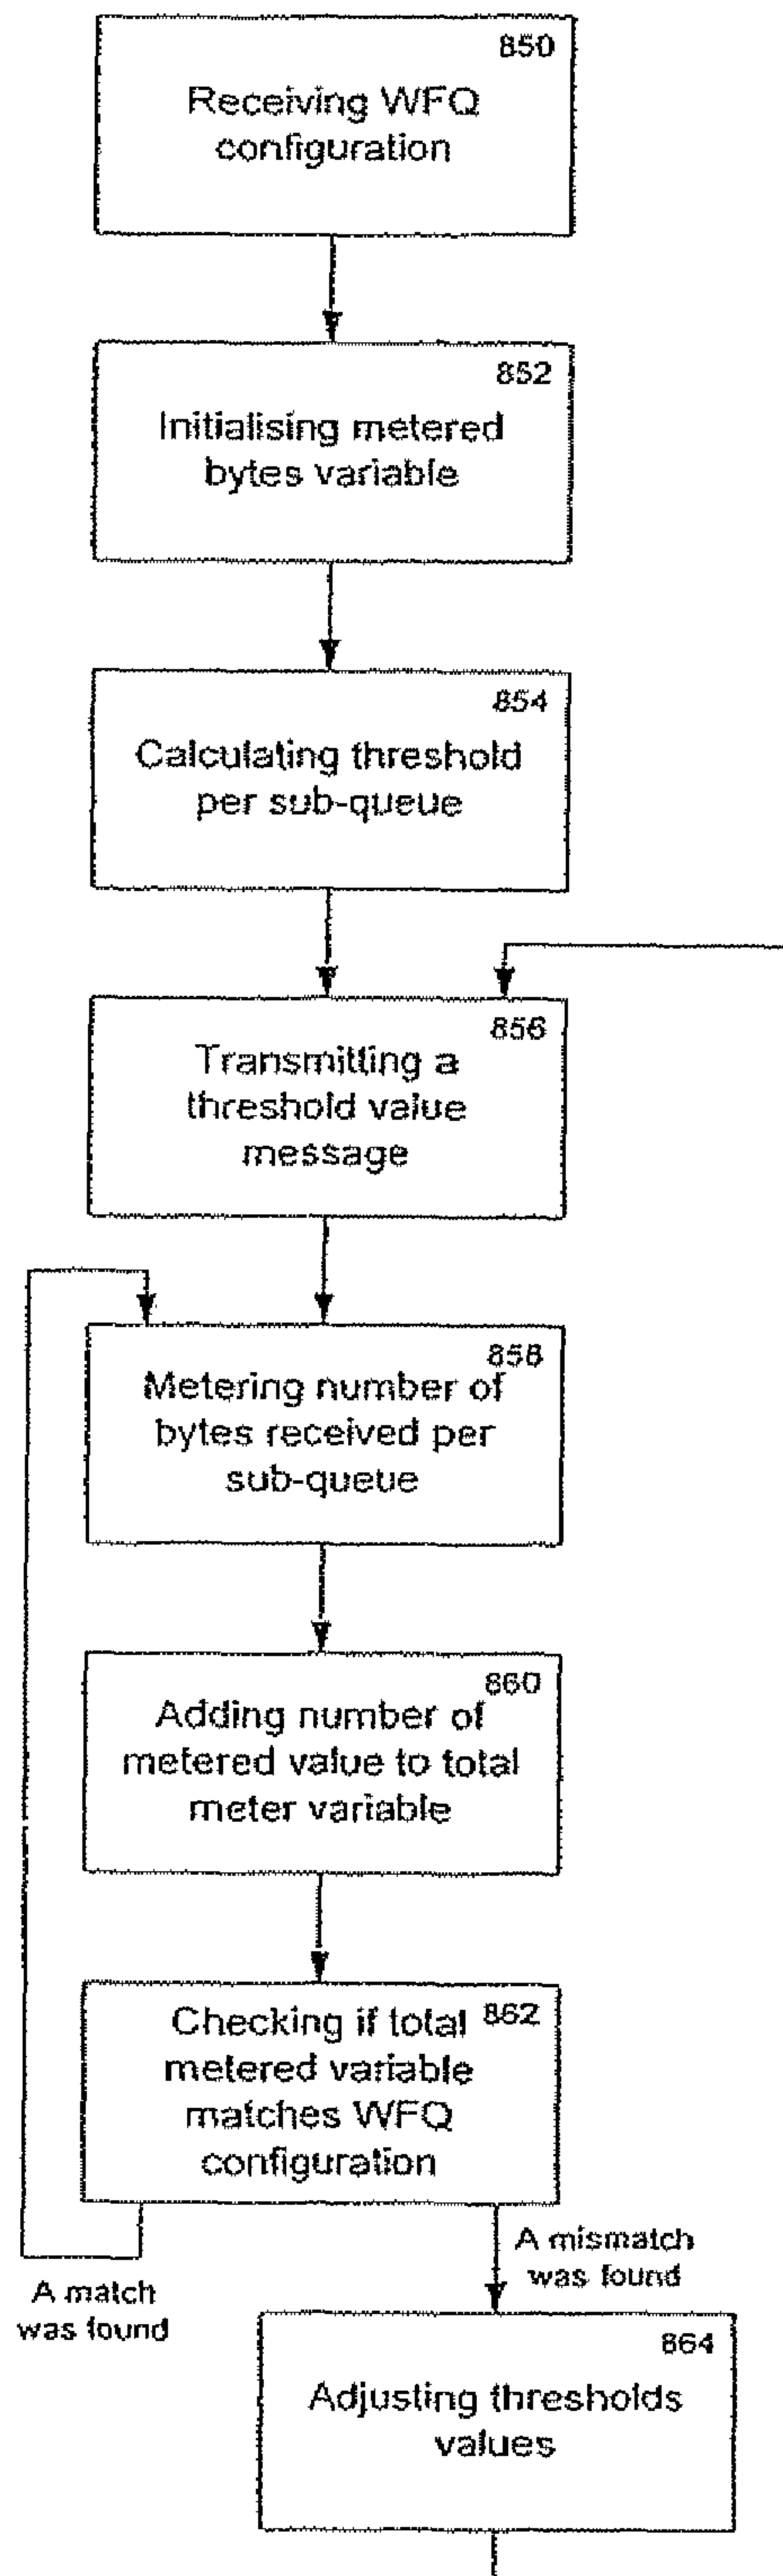 850
Receiving WFQ
configuration
852
Initialising metered
bytes variable
854
Calculating threshold
per sub-queue
856
Transmitting a
threshold value
message
858
Metering number of
bytes received per
sub-queue
860
Adding number of
metered value to total
meter variable
862
Checking if total
metered variable
matches WFQ
configuration
A match
was found
A mismatch
was found
864
Adjusting thresholds
values